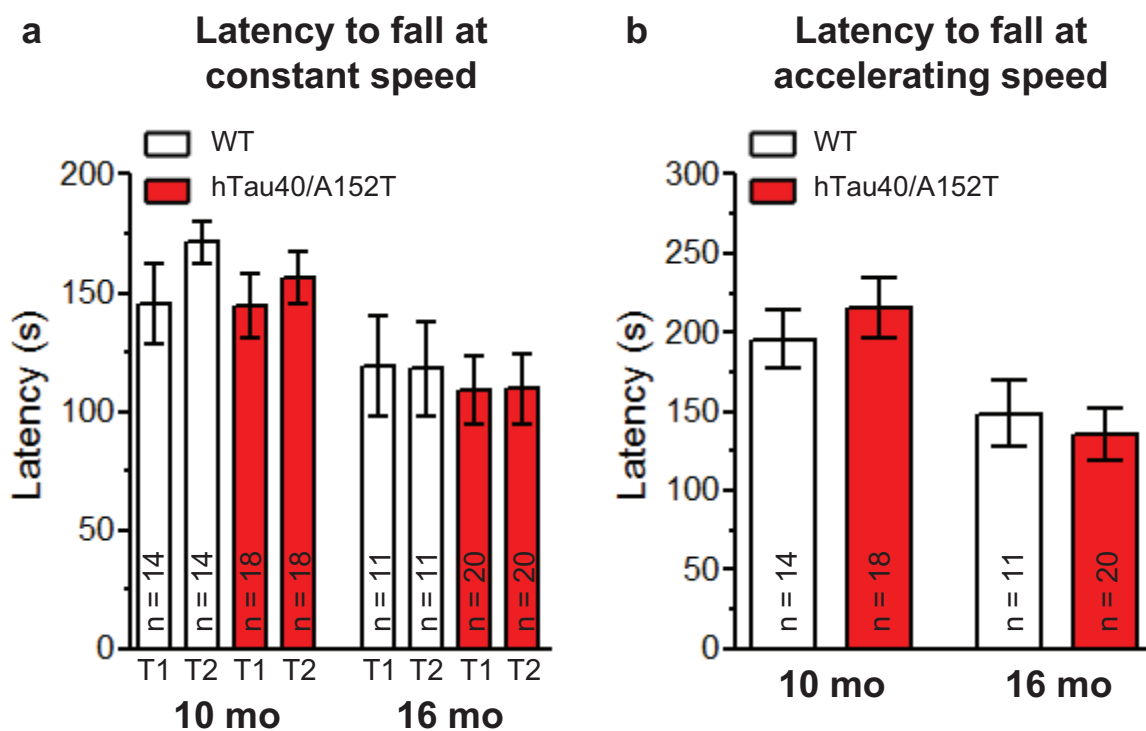 a
Latency to fall at
constant speed
WT
hTau40/A152T
Latency (s)
200
150
100
50
0
n = 14
n = 14
n = 18
n = 18
n = 11
n = 11
n = 20
n = 20
T1 T2 T1 T2 T1 T2 T1 T2
10 mo 16 mo
b
Latency to fall at
accelerating speed
WT
hTau40/A152T
Latency (s)
300
250
200
150
100
50
0
n = 14
n = 18
n = 11
n = 20
10 mo 16 mo